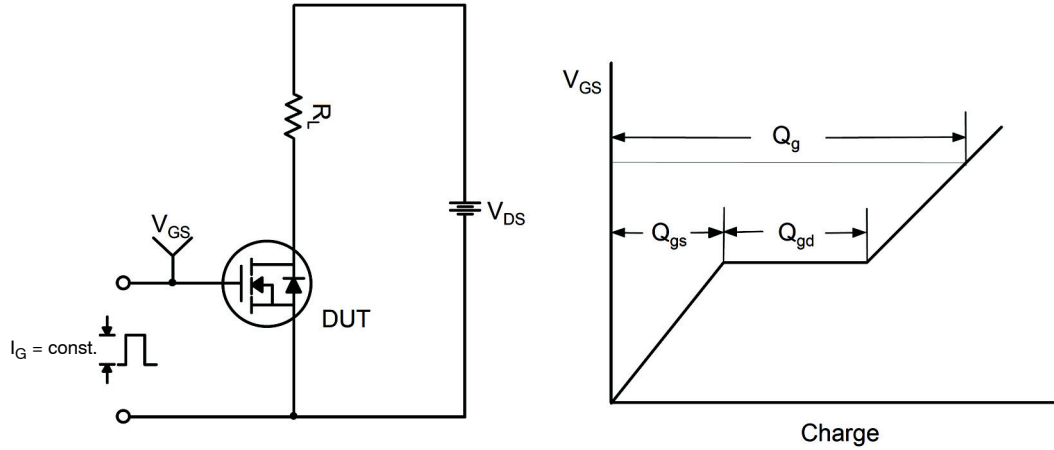 R_L
V_GS
V_DS
DUT
I_G = const.
V_GS
Q_g
Q_gs
Q_gd
Charge